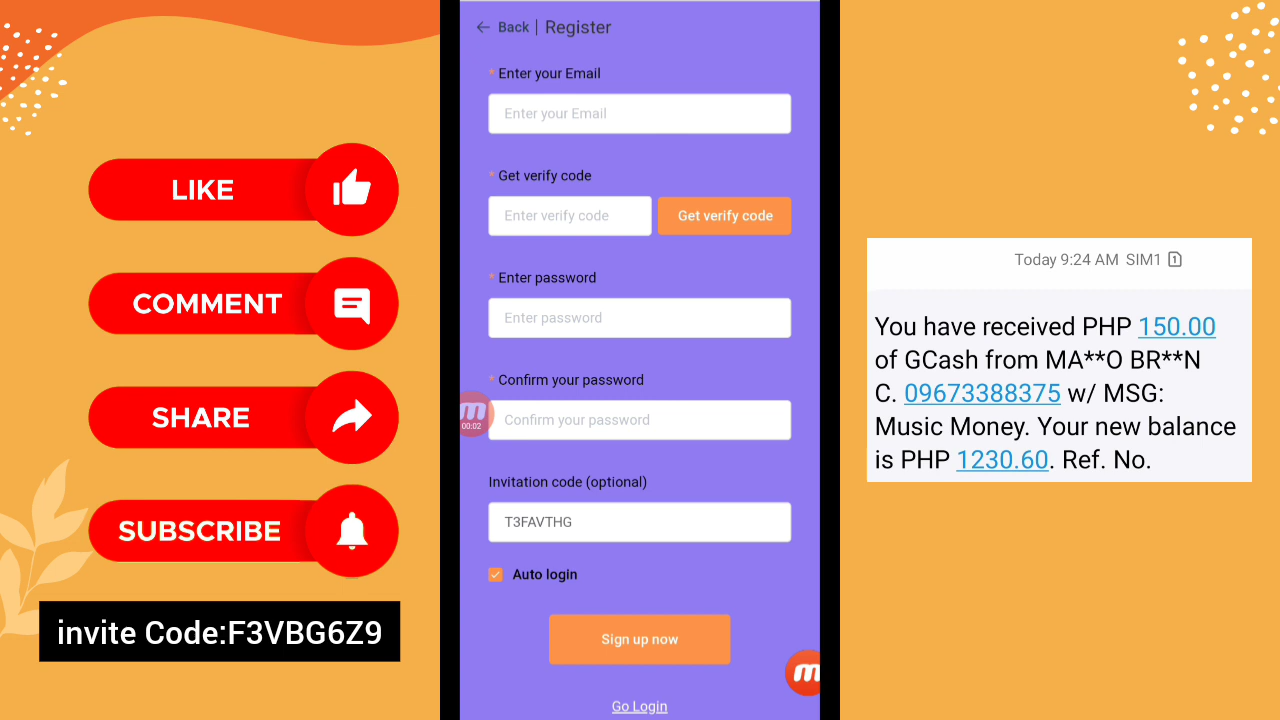 LIKE
COMMENT
SHARE
SUBSCRIBE
invite Code:F3VBG6Z9
Back | Register
* Enter your Email
Enter your Email
* Get verify code
Enter verify code
Get verify code
* Enter password
Enter password
* Confirm your password
Confirm your password
00:02
Invitation code (optional)
T3FAVTHG
Auto login
Sign up now
Go Login
Today 9:24 AM SIM1 1
You have received PHP 150.00
of GCash from MA**O BR**N
C. 09673388375 w/ MSG:
Music Money. Your new balance
is PHP 1230.60. Ref. No.